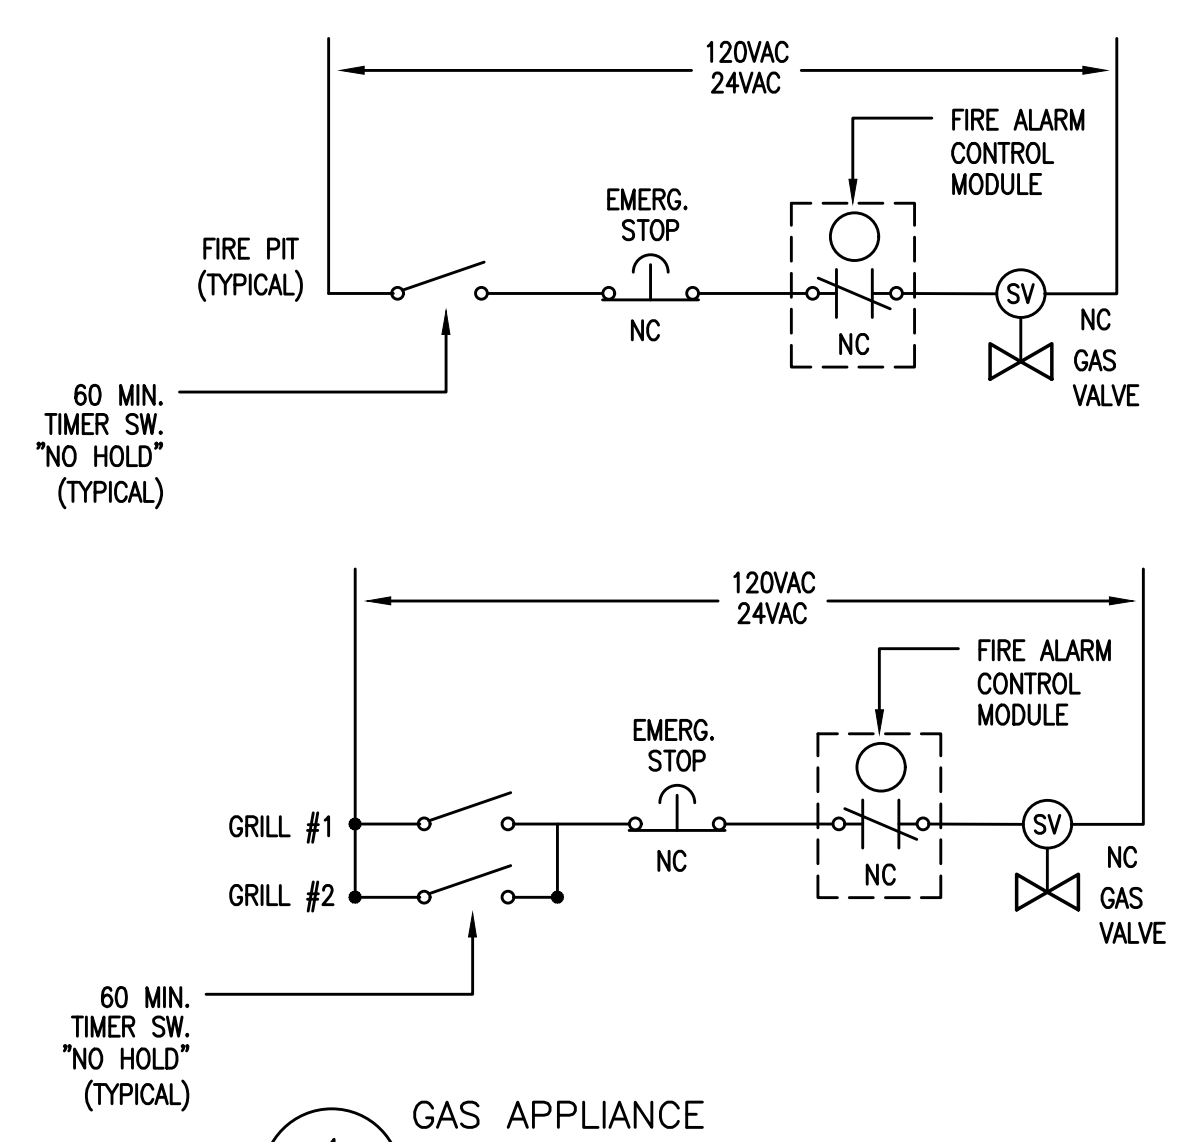 120VAC
24VAC
FIRE ALARM
CONTROL
MODULE
EMERG.
STOP
FIRE PIT
(TYPICAL)
SV
NC
NC
NC
GAS
VALVE
60 MIN.
TIMER SW.
"NO HOLD"
(TYPICAL)
120VAC
24VAC
FIRE ALARM
CONTROL
MODULE
EMERG.
STOP
GRILL #1
SV
NC
NC
NC
GRILL #2
GAS
VALVE
60 MIN.
TIMER SW.
"NO HOLD"
(TYPICAL)
GAS APPLIANCE